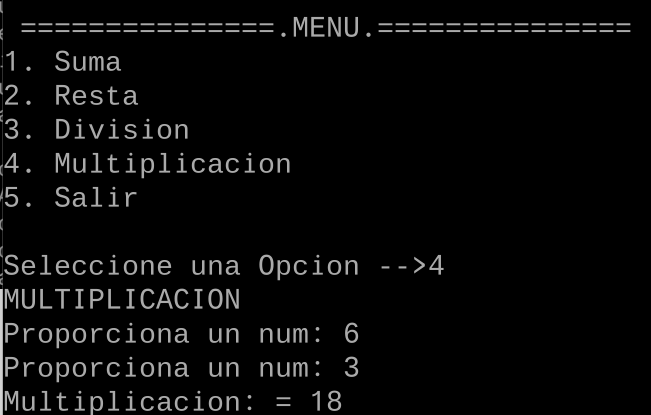 ===============.MENU.===============
1. Suma
2. Resta
3. Division
4. Multiplicacion
5. Salir
Seleccione una Opcion -->4
MULTIPLICACION
Proporciona un num: 6
Proporciona un num: 3
Multiplicacion: = 18